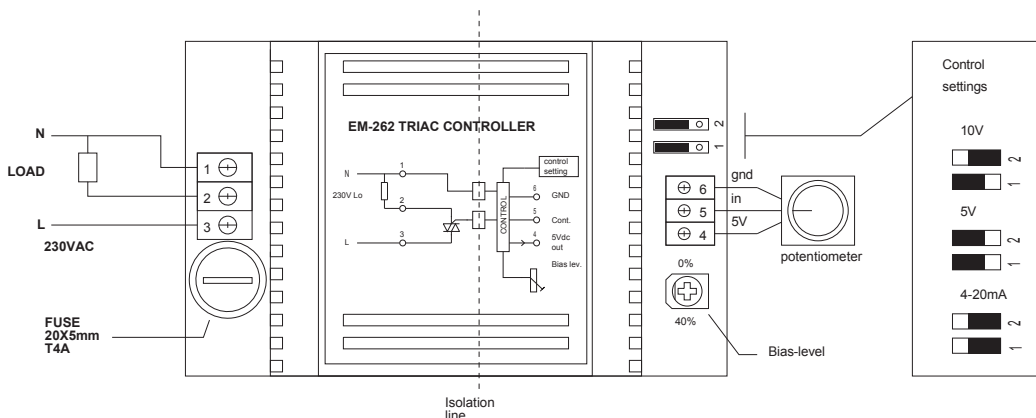 N
LOAD
L
230VAC
FUSE
20X5mm
T4A
1
2
3
EM-262 TRIAC CONTROLLER
N
230V Lo
L
1
2
3
control
setting
CONTROL
6
GND
5
Cont.
4
5Vdc
out
Bias lev.
Isolation
line
2
1
6
5
4
gnd
in
5V
potentiometer
0%
40%
Bias-level
Control
settings
10V
2
1
5V
2
1
4-20mA
2
1